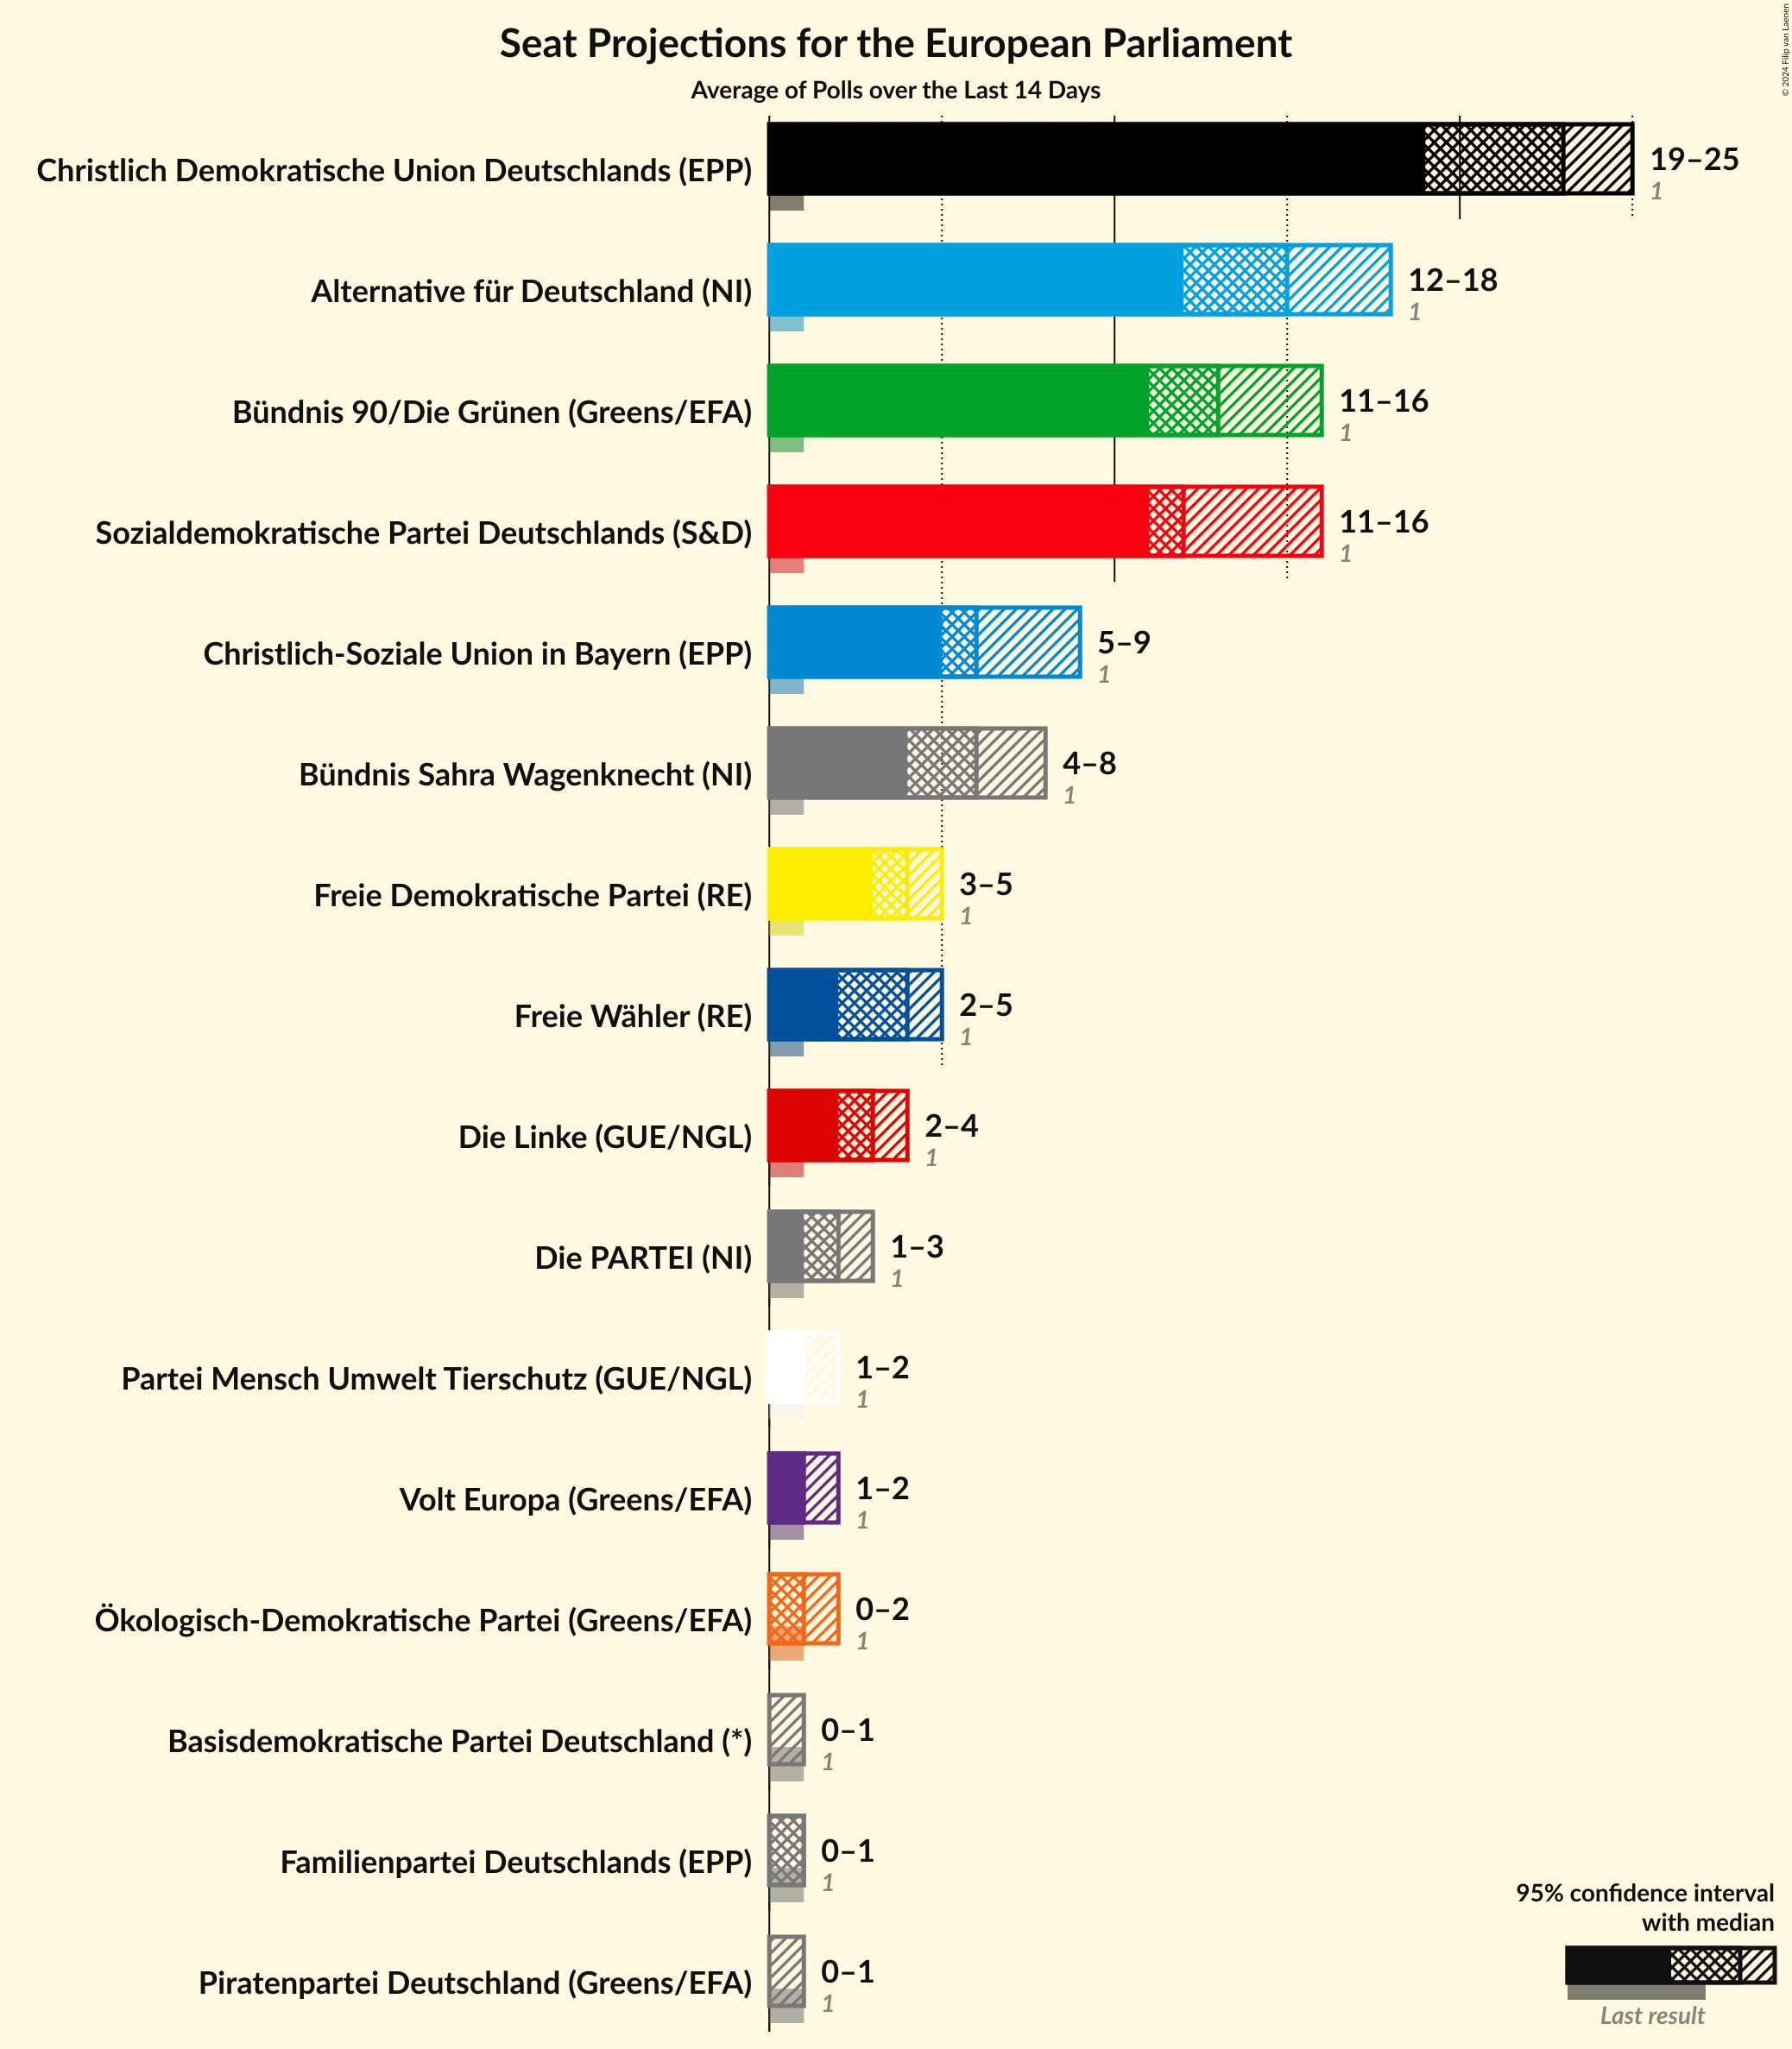 © 2024 Filip van Laenen
Seat Projections for the European Parliament
Average of Polls over the Last 14 Days
Christlich Demokratische Union Deutschlands (EPP)
19–25
1
Alternative für Deutschland (NI)
12–18
1
Bündnis 90/Die Grünen (Greens/EFA)
11–16
1
Sozialdemokratische Partei Deutschlands (S&D)
11–16
1
Christlich-Soziale Union in Bayern (EPP)
5–9
1
Bündnis Sahra Wagenknecht (NI)
4–8
1
Freie Demokratische Partei (RE)
3–5
1
Freie Wähler (RE)
2–5
1
Die Linke (GUE/NGL)
2–4
1
Die PARTEI (NI)
1–3
1
Partei Mensch Umwelt Tierschutz (GUE/NGL)
1–2
1
Volt Europa (Greens/EFA)
1–2
1
Ökologisch-Demokratische Partei (Greens/EFA)
0–2
1
Basisdemokratische Partei Deutschland (*)
0–1
1
Familienpartei Deutschlands (EPP)
0–1
1
Piratenpartei Deutschland (Greens/EFA)
0–1
1
95% confidence interval
with median
Last result